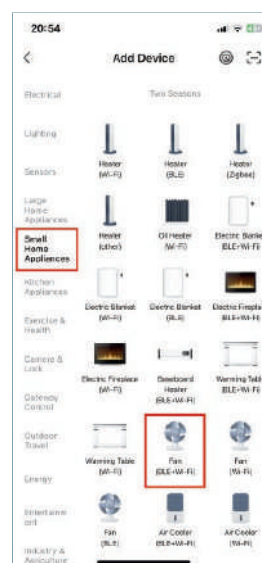 20:54
Add Device
Electrical
Lighting
Sensors
Large
Home
Appliances
Small
Home
Appliances
Kitchen
Appliances
Exercise &
Health
Camera &
Lock
Gateway
Control
Outdoor
Travel
Energy
Entertainm
ent
Industry &
Agriculture
Two Seasons
Heater
(Wi-Fi)
Heater
(BLE)
Heater
(Zigbee)
Heater
(other)
Oil Heater
(Wi-Fi)
Electric Blanket
(BLE+Wi-Fi)
Electric Blanket
(Wi-Fi)
Electric Blanket
(BLE)
Electric Firepla
(BLE+Wi-Fi)
Electric Fireplace
(Wi-Fi)
Baseboard
Heater
(BLE+Wi-Fi)
Warming Table
(BLE+Wi-Fi)
Warming Table
(Wi-Fi)
Fan
(BLE+Wi-Fi)
Fan
(Wi-Fi)
Fan
(BLE)
Air Cooler
(BLE+Wi-Fi)
Air Cooler
(Wi-Fi)